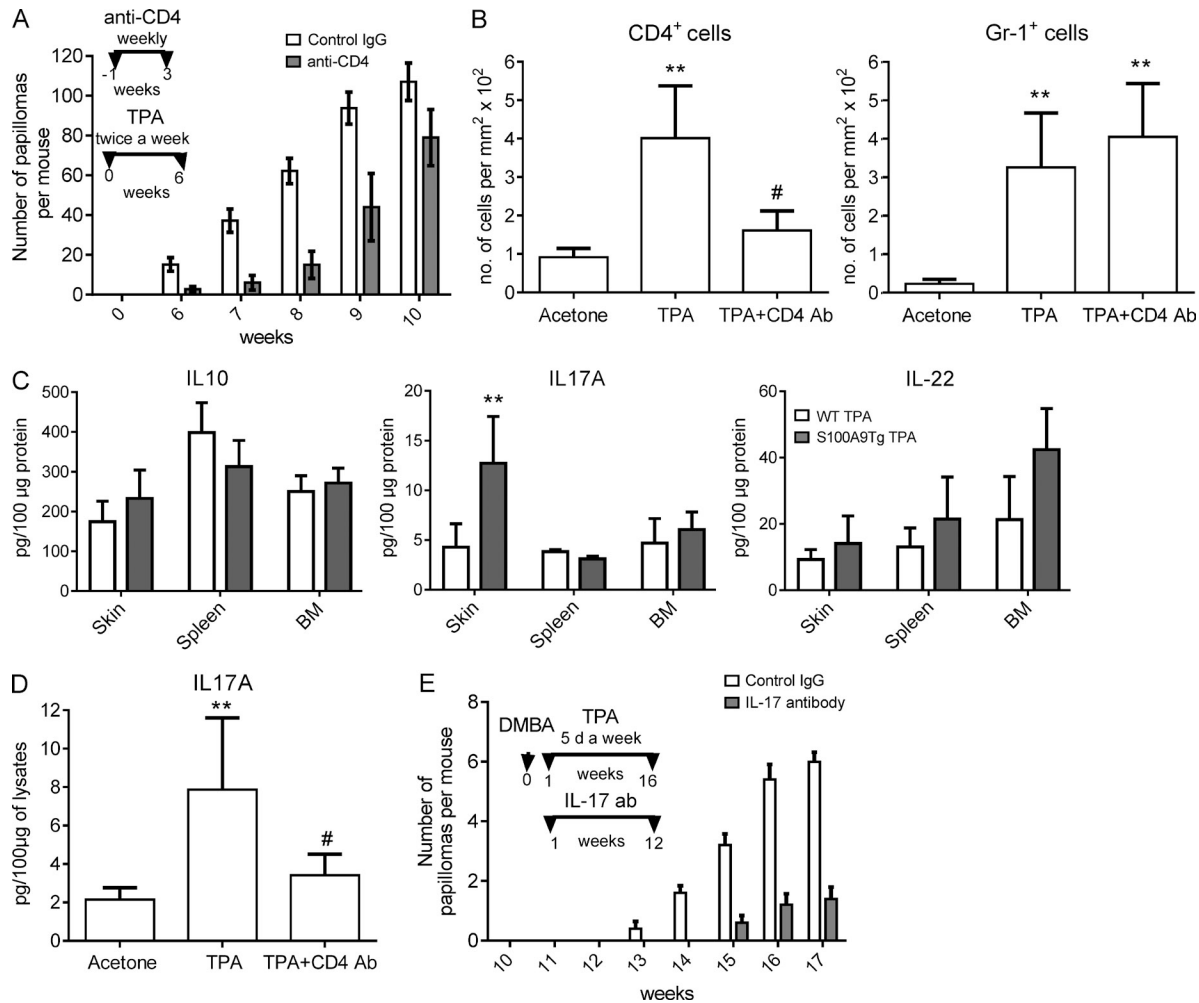 A
anti-CD4
weekly
-1 3
weeks
TPA
twice a week
0 6
weeks
Control IgG
anti-CD4
Number of papillomas
per mouse
120
100
80
60
40
20
0
0 6 7 8 9 10
weeks
B
CD4+ cells
no. of cells per mm² x 10²
6
5
4
3
2
1
0
**
#
Acetone TPA TPA+CD4 Ab
Gr-1+ cells
no. of cells per mm² x 10²
6
5
4
3
2
1
0
**
**
Acetone TPA TPA+CD4 Ab
C
IL10
pg/100 µg protein
500
400
300
200
100
0
Skin Spleen BM
IL17A
pg/100 µg protein
20
15
10
5
0
**
Skin Spleen BM
IL-22
WT TPA
S100A9Tg TPA
pg/100 µg protein
60
40
20
0
Skin Spleen BM
D
IL17A
pg/100µg of lysates
12
10
8
6
4
2
0
**
#
Acetone TPA TPA+CD4 Ab
E
Control IgG
IL-17 antibody
DMBA
0
TPA
5 d a week
1 weeks 16
IL-17 ab
1 weeks 12
Number of
papillomas per mouse
8
6
4
2
0
10 11 12 13 14 15 16 17
weeks